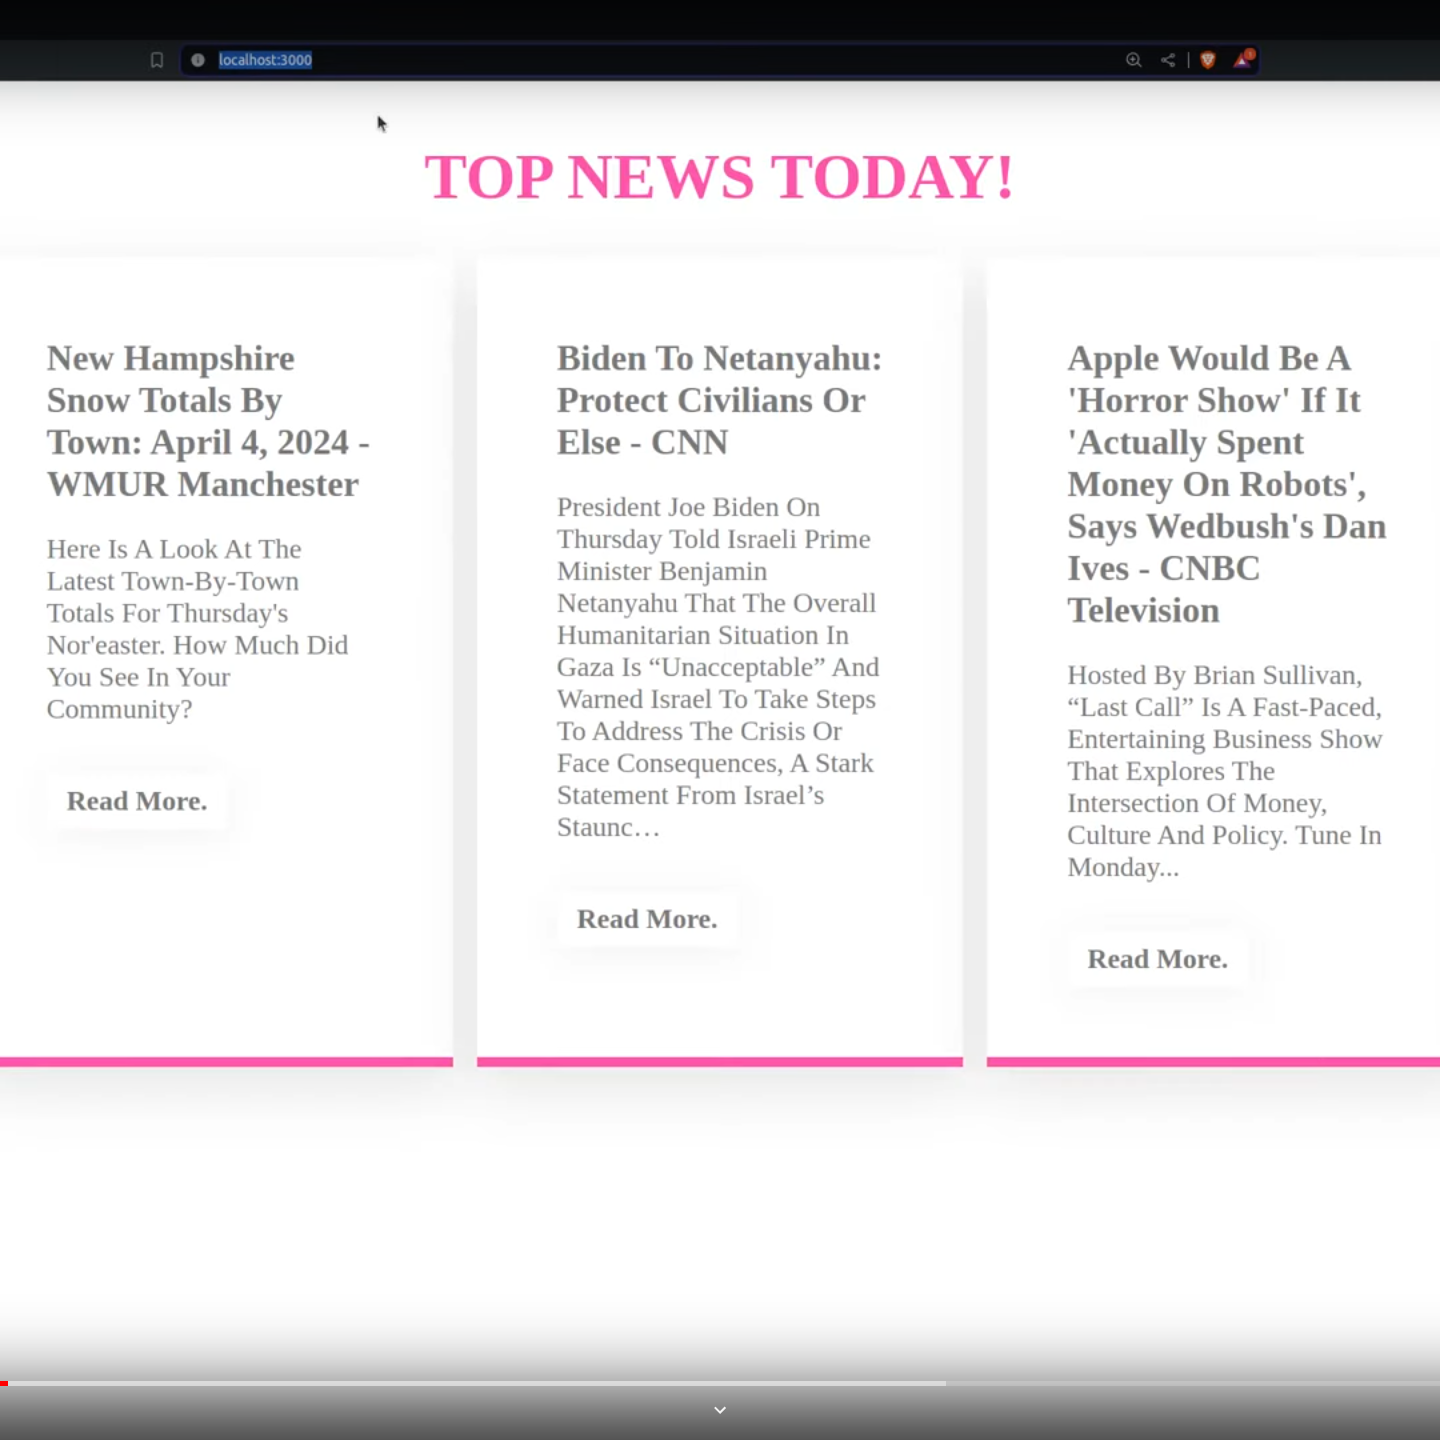 localhost:3000
TOP NEWS TODAY!
New Hampshire
Snow Totals By
Town: April 4, 2024 -
WMUR Manchester
Here Is A Look At The
Latest Town-By-Town
Totals For Thursday's
Nor'easter. How Much Did
You See In Your
Community?
Read More.
Biden To Netanyahu:
Protect Civilians Or
Else - CNN
President Joe Biden On
Thursday Told Israeli Prime
Minister Benjamin
Netanyahu That The Overall
Humanitarian Situation In
Gaza Is “Unacceptable” And
Warned Israel To Take Steps
To Address The Crisis Or
Face Consequences, A Stark
Statement From Israel’s
Staunc…
Read More.
Apple Would Be A
'Horror Show' If It
'Actually Spent
Money On Robots',
Says Wedbush's Dan
Ives - CNBC
Television
Hosted By Brian Sullivan,
“Last Call” Is A Fast-Paced,
Entertaining Business Show
That Explores The
Intersection Of Money,
Culture And Policy. Tune In
Monday...
Read More.